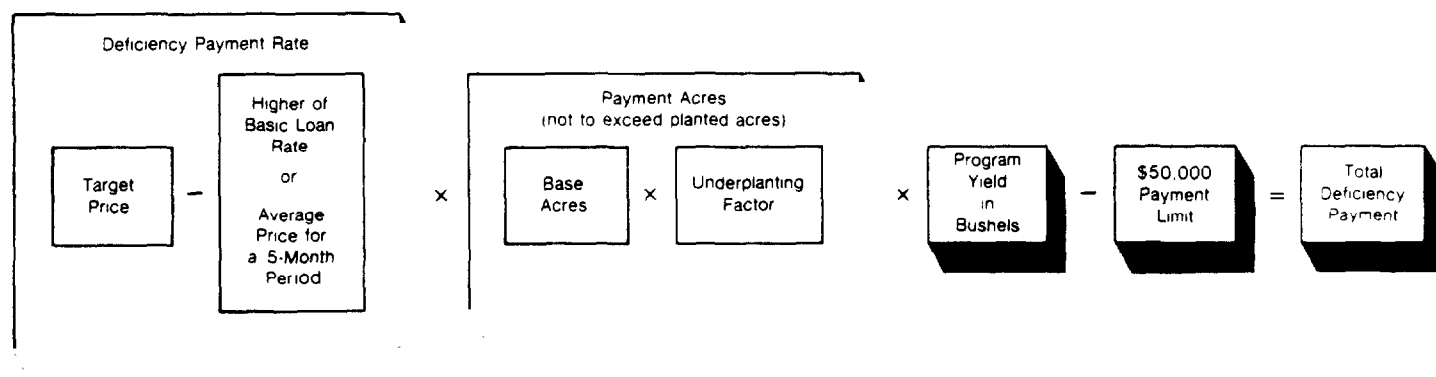 Deficiency Payment Rate
Target
Price
−
Higher of
Basic Loan
Rate
or
Average
Price for
a 5-Month
Period
×
Payment Acres
(not to exceed planted acres)
Base
Acres
×
Underplanting
Factor
×
Program
Yield
in
Bushels
−
$50,000
Payment
Limit
=
Total
Deficiency
Payment